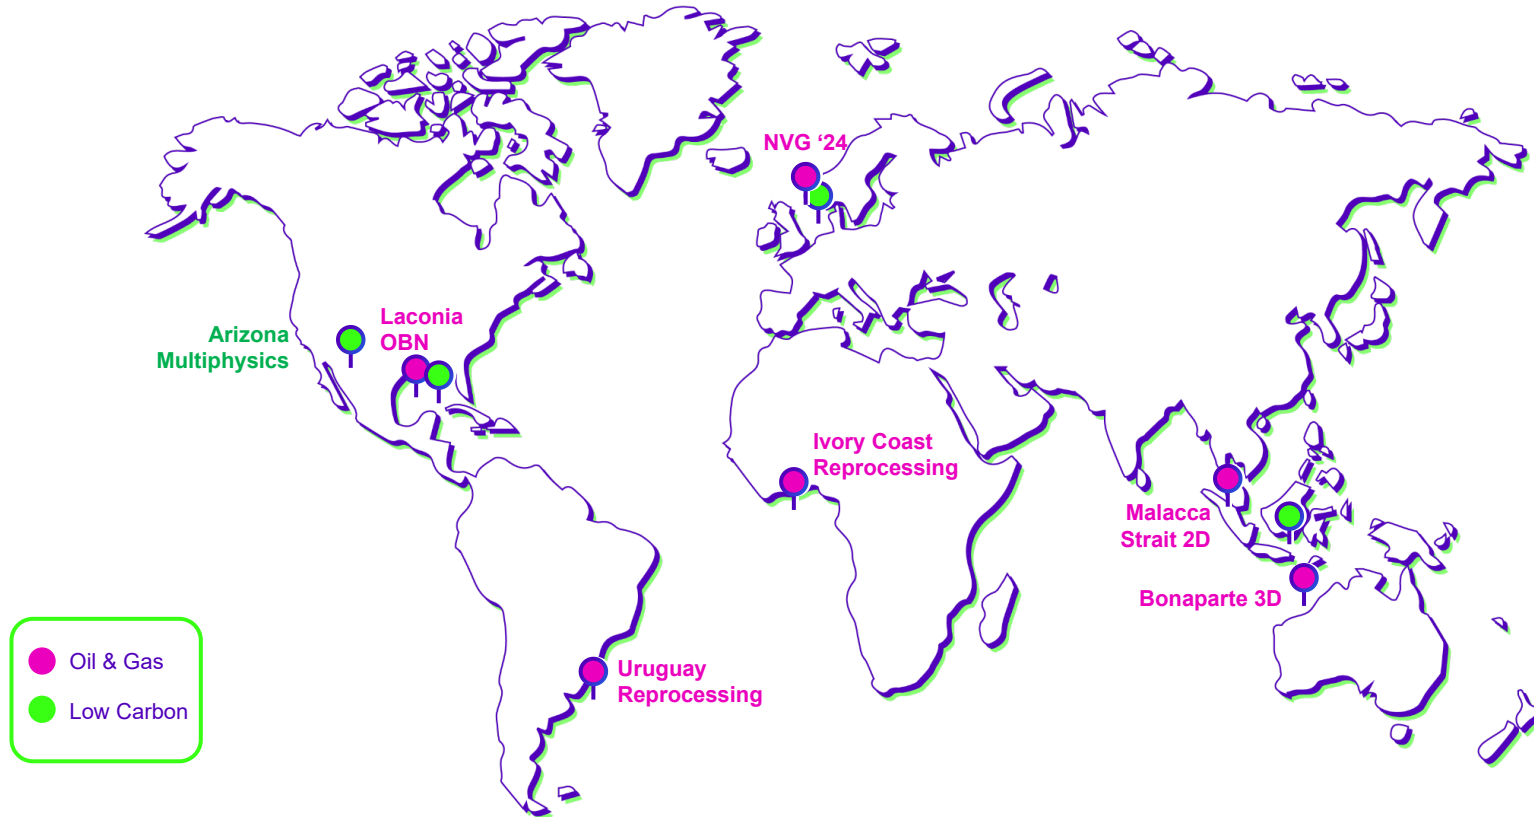 NVG ‘24
Laconia
OBN
Arizona
Multiphysics
Ivory Coast
Reprocessing
Malacca
Strait 2D
Bonaparte 3D
Uruguay
Reprocessing
Oil & Gas
Low Carbon